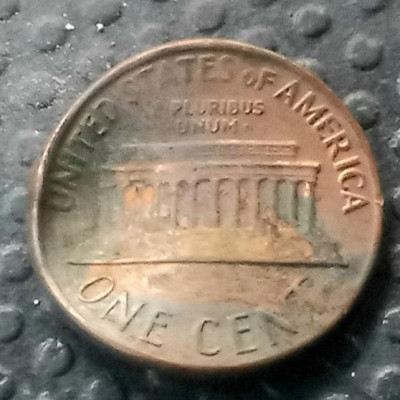 UNITED STATES OF AMERICA
PLURIBUS
UNUM
ONE CENT